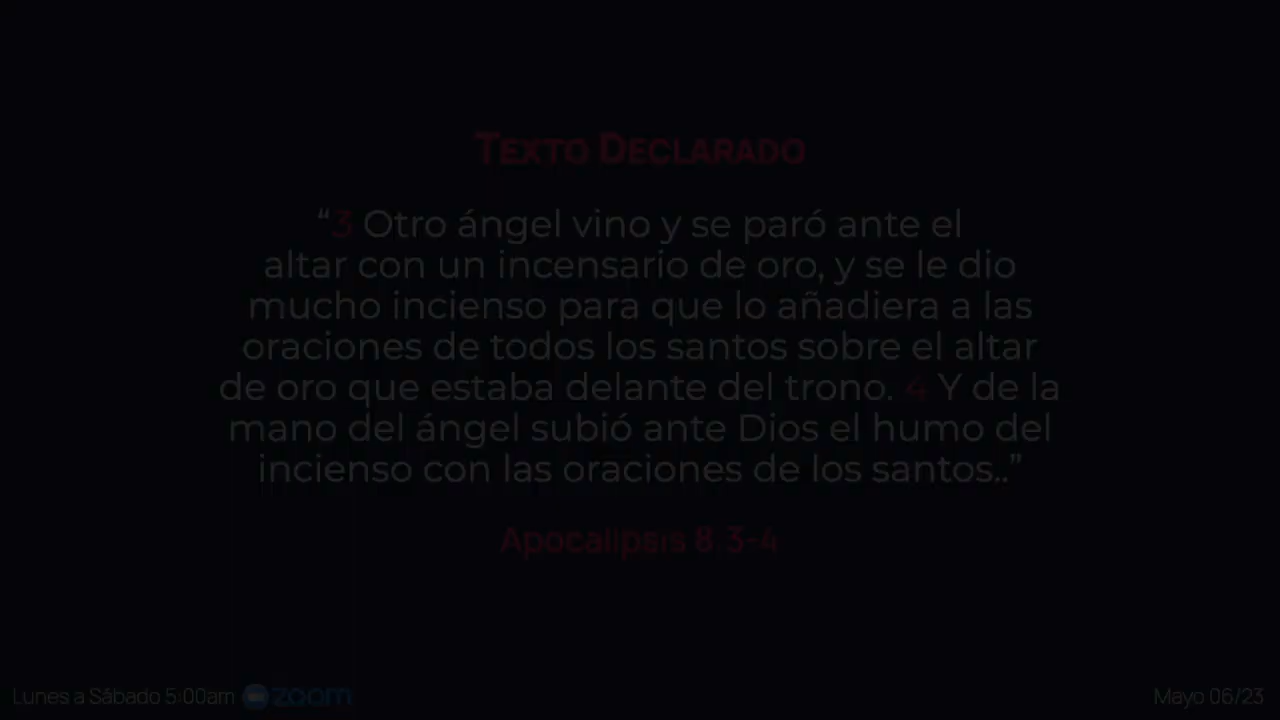 TEXTO DECLARADO
“3 Otro ángel vino y se paró ante el
altar con un incensario de oro, y se le dio
mucho incienso para que lo añadiera a las
oraciones de todos los santos sobre el altar
de oro que estaba delante del trono. 4 Y de la
mano del ángel subió ante Dios el humo del
incienso con las oraciones de los santos..”
Apocalipsis 8:3-4
Lunes a Sábado 5:00am zoom
Mayo 06/23